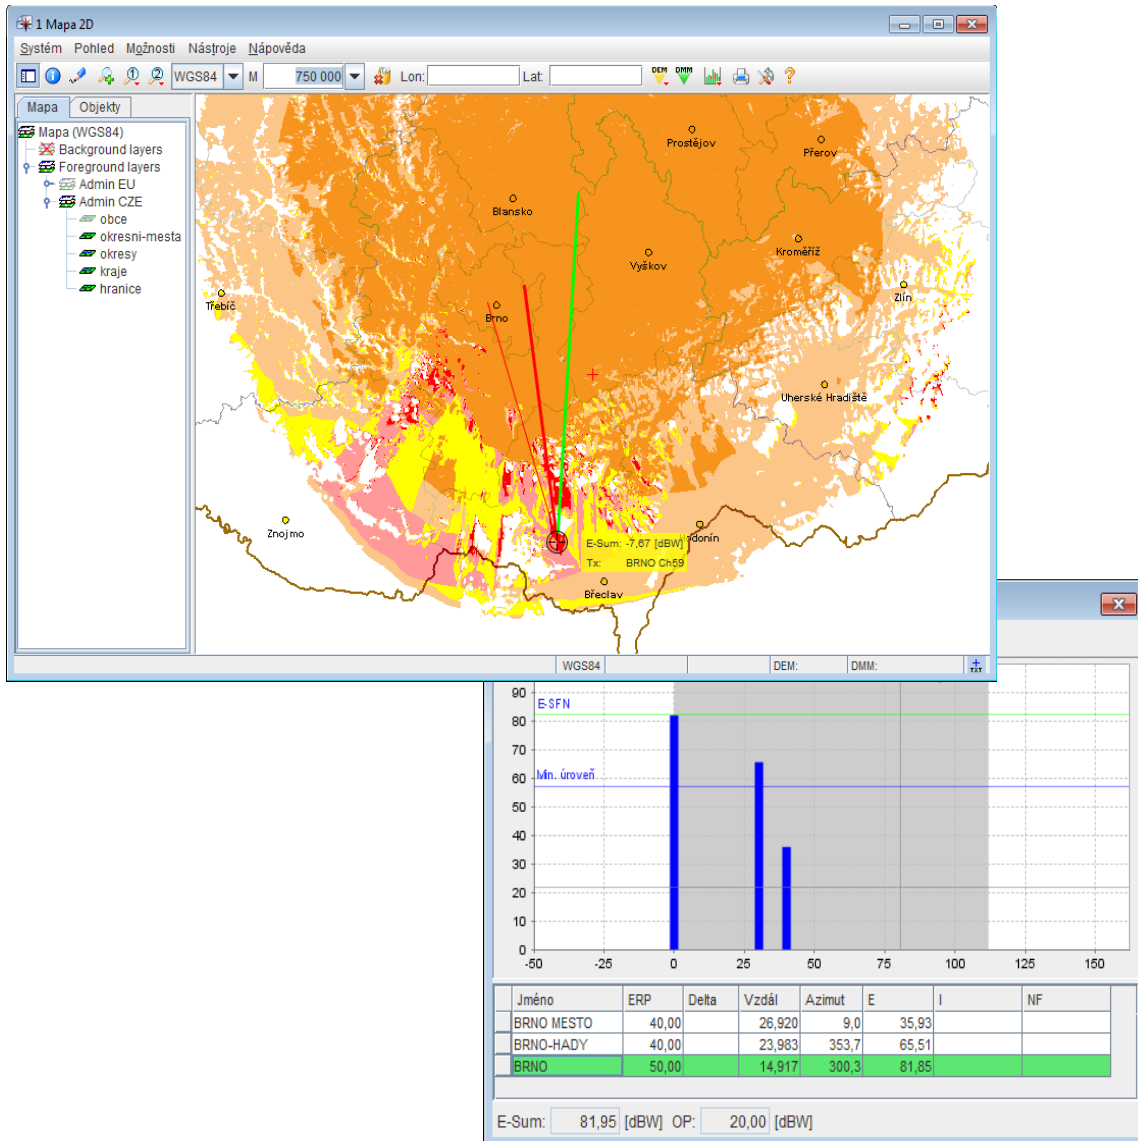 1 Mapa 2D
Systém Pohled Možnosti Nástroje Nápověda
WGS84 M 750 000 Lon: Lat: DEM DMM
Mapa Objekty
Mapa (WGS84)
Background layers
Foreground layers
Admin EU
Admin CZE
obce
okresni-mesta
okresy
kraje
hranice
Prostějov
Přerov
Blansko
Kroměříž
Vyškov
Zlín
Třebíč
Brno
Uherské Hradiště
Znojmo
odonín
E-Sum: -7,67 [dBW]
Tx: BRNO Ch59
Břeclav
WGS84 DEM: DMM: TXT
90
E-SFN
80
70
60
Min. úroveň
50
40
30
20
10
0
-50 -25 0 25 50 75 100 125 150
Jméno ERP Delta Vzdál Azimut E I NF
BRNO MESTO 40,00 26,920 9,0 35,93
BRNO-HADY 40,00 23,983 353,7 65,51
BRNO 50,00 14,917 300,3 81,85
E-Sum: 81,95 [dBW] OP: 20,00 [dBW]